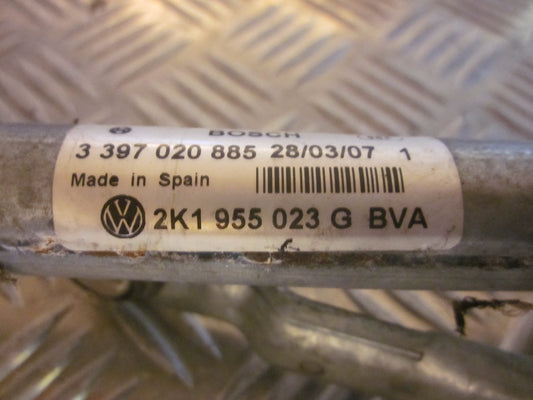 BOSCH
3 397 020 885 28/03/07 1
Made in Spain
2K1 955 023 G BVA